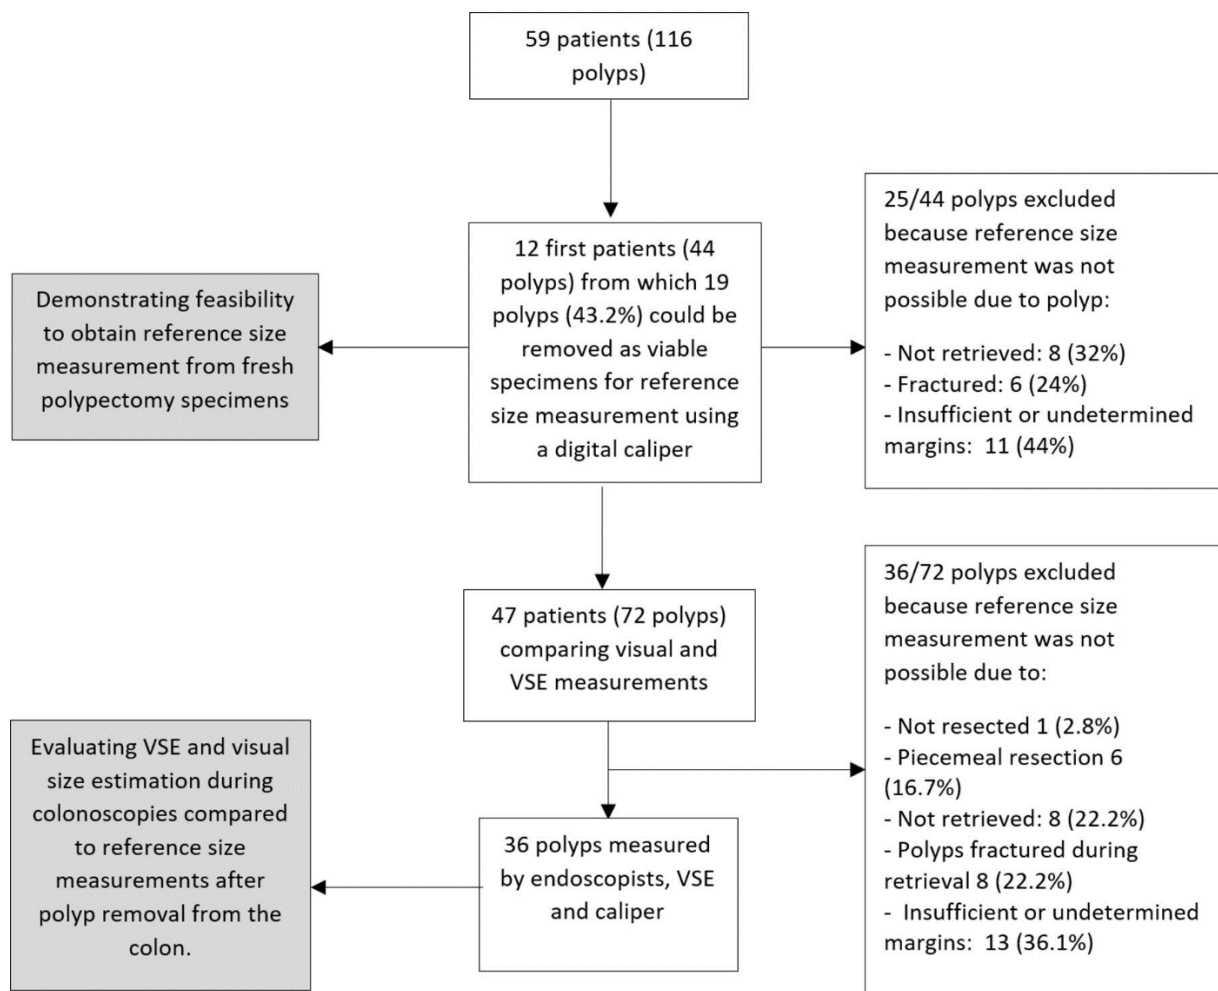 59 patients (116
polyps)
25/44 polyps excluded
because reference size
measurement was not
possible due to polyp:
- Not retrieved: 8 (32%)
- Fractured: 6 (24%)
- Insufficient or undetermined
margins:  11 (44%)
12 first patients (44
polyps) from which 19
polyps (43.2%) could be
removed as viable
specimens for reference
size measurement using
a digital caliper
Demonstrating feasibility
to obtain reference size
measurement from fresh
polypectomy specimens
36/72 polyps excluded
because reference size
measurement was not
possible due to:
- Not resected 1 (2.8%)
- Piecemeal resection 6
(16.7%)
- Not retrieved: 8 (22.2%)
- Polyps fractured during
retrieval 8 (22.2%)
-  Insufficient or undetermined
margins:  13 (36.1%)
47 patients (72 polyps)
comparing visual and
VSE measurements
Evaluating VSE and visual
size estimation during
colonoscopies compared
to reference size
measurements after
polyp removal from the
colon.
36 polyps measured
by endoscopists, VSE
and caliper